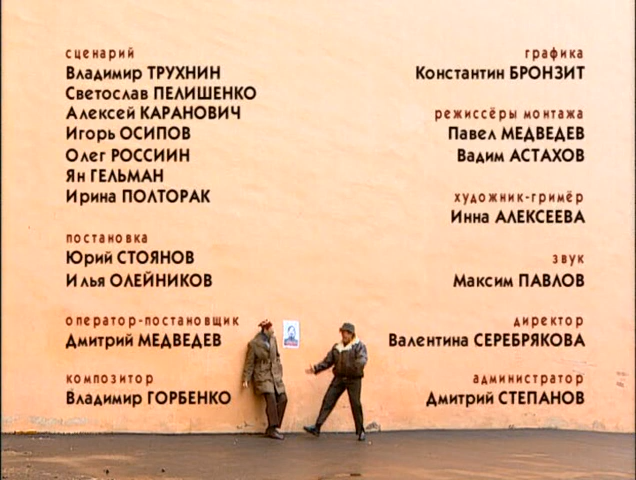 сценарий
Владимир ТРУХНИН
Светослав ПЕЛИШЕНКО
Алексей КАРАНОВИЧ
Игорь ОСИПОВ
Олег РОССИИН
Ян ГЕЛЬМАН
Ирина ПОЛТОРАК
постановка
Юрий СТОЯНОВ
Илья ОЛЕЙНИКОВ
оператор-постановщик
Дмитрий МЕДВЕДЕВ
композитор
Владимир ГОРБЕНКО
графика
Константин БРОНЗИТ
режиссёры монтажа
Павел МЕДВЕДЕВ
Вадим АСТАХОВ
художник-гримёр
Инна АЛЕКСЕЕВА
звук
Максим ПАВЛОВ
директор
Валентина СЕРЕБРЯКОВА
администратор
Дмитрий СТЕПАНОВ